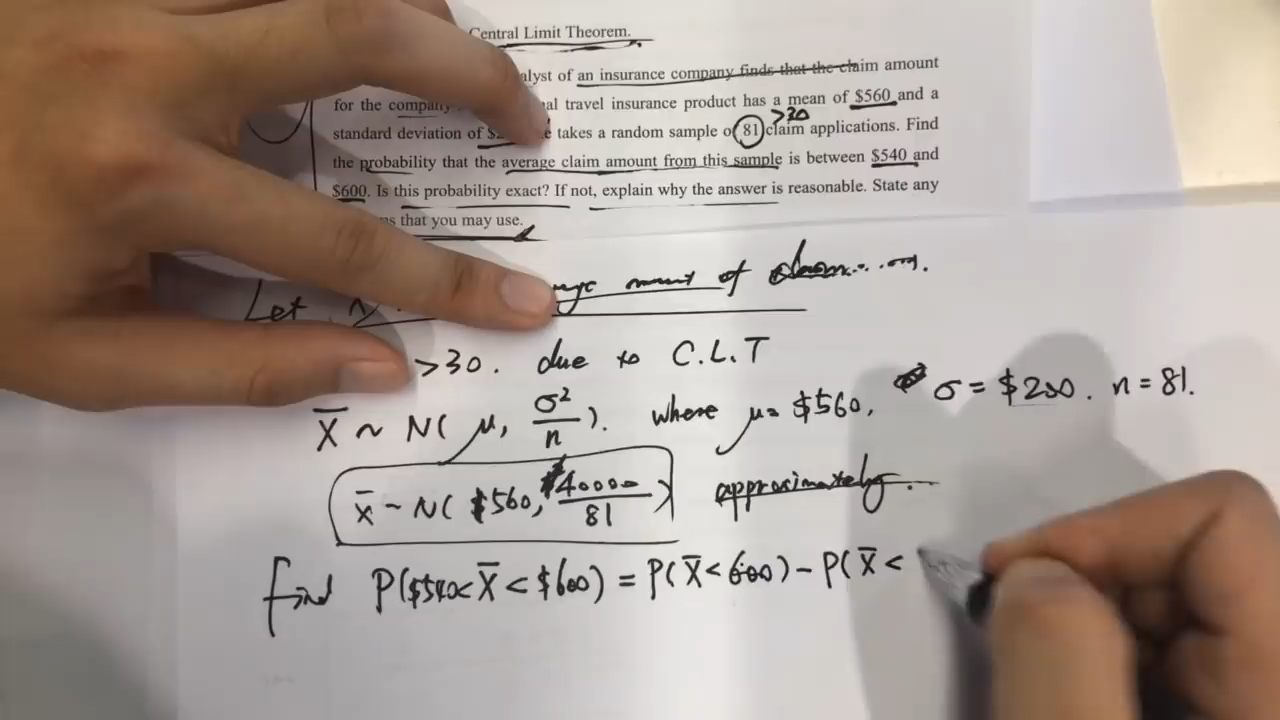 Central Limit Theorem.
alyst of an insurance company finds that the claim amount
for the company al travel insurance product has a mean of $560 and a
>30
standard deviation of $2 e takes a random sample o 81 claim applications. Find
the probability that the average claim amount from this sample is between $540 and
$600. Is this probability exact? If not, explain why the answer is reasonable. State any
ns that you may use.
Let of
>30. due to C.L.T
X̄ ~ N( μ, σ²/n ). where μ= $560, σ = $200. n = 81.
X̄ ~ N( $560, $40000/81 ) approximately.
find P($540< X̄ < $600) = P( X̄ < 600) - P( X̄ <